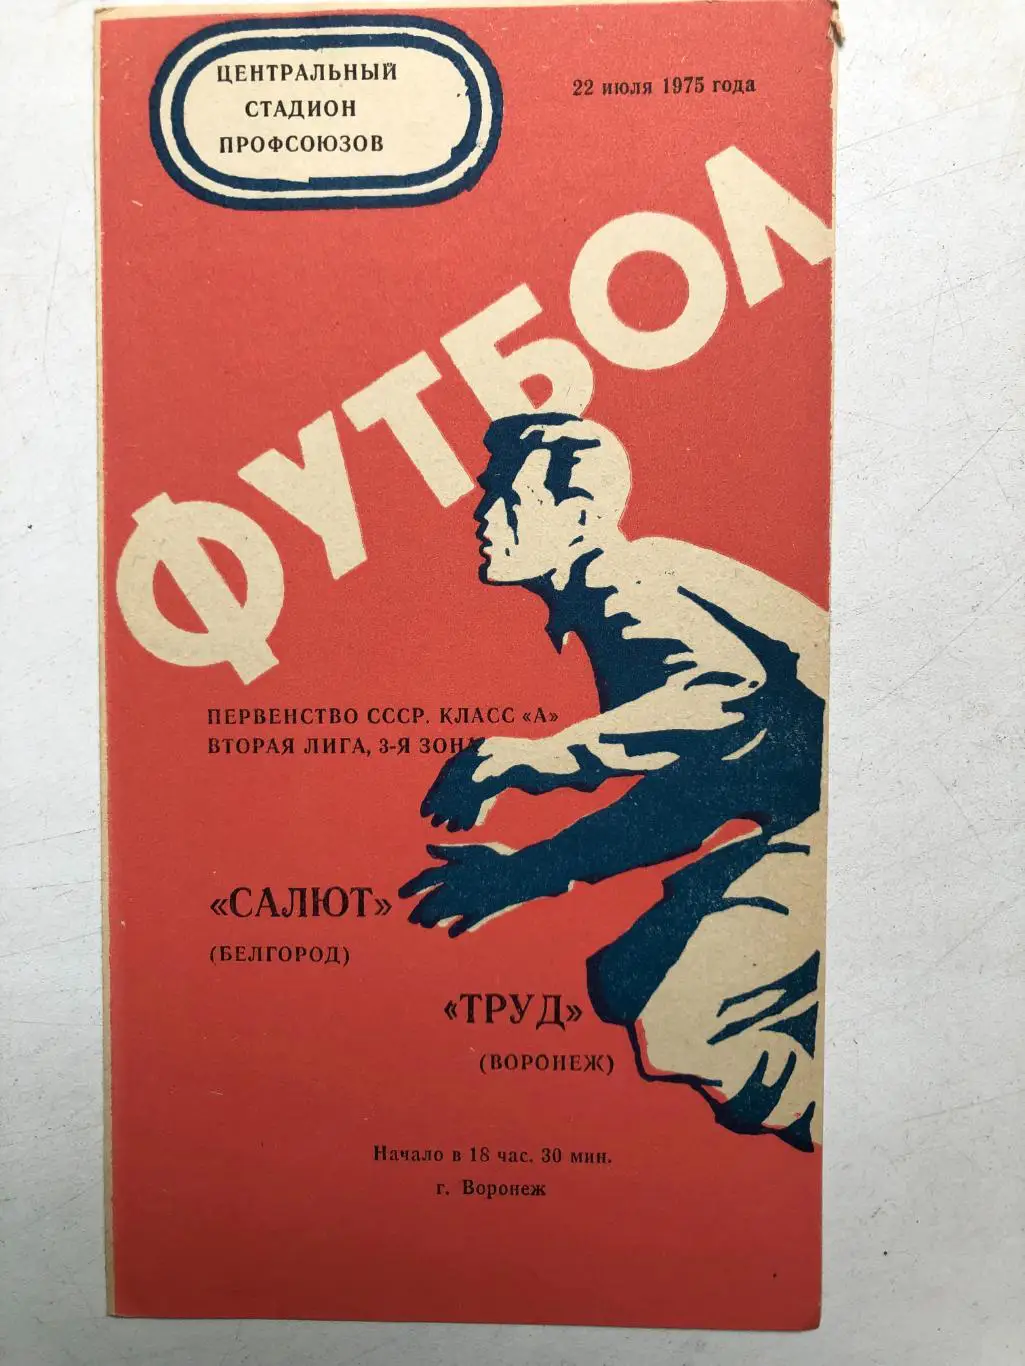 ЦЕНТРАЛЬНЫЙ
СТАДИОН
ПРОФСОЮЗОВ
22 июля 1975 года
ФУТБОЛ
ПЕРВЕНСТВО СССР. КЛАСС «А»
ВТОРАЯ ЛИГА, 3-Я ЗОНА
«САЛЮТ»
(БЕЛГОРОД)
«ТРУД»
(ВОРОНЕЖ)
Начало в 18 час. 30 мин.
г. Воронеж